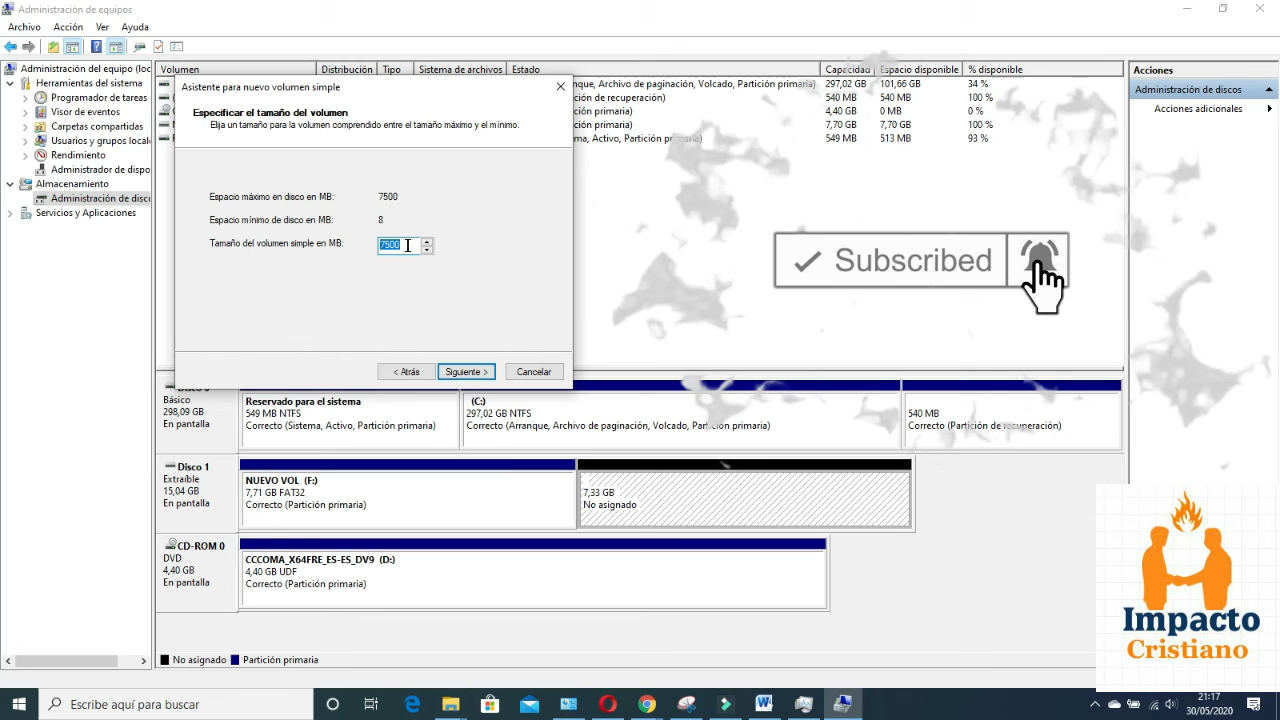 Administración de equipos
Archivo Acción Ver Ayuda
Administración del equipo (loc
Herramientas del sistema
Programador de tareas
Visor de eventos
Carpetas compartidas
Usuarios y grupos locale
Rendimiento
Administrador de dispo
Almacenamiento
Administración de disco
Servicios y Aplicaciones
Volumen Distribución Tipo Sistema de archivos Estado Capacidad Espacio disponible % disponible
nque, Archivo de paginación, Volcado, Partición primaria) 297,02 GB 101,66 GB 34 %
ción de recuperación) 540 MB 540 MB 100 %
ción primaria) 4,40 GB 0 MB 0 %
ción primaria) 7,70 GB 7,70 GB 100 %
ma, Activo, Partición primaria) 549 MB 513 MB 93 %
Acciones
Administración de discos
Acciones adicionales
Asistente para nuevo volumen simple
Especificar el tamaño del volumen
Elija un tamaño para la volumen comprendido entre el tamaño máximo y el mínimo.
Espacio máximo en disco en MB: 7500
Espacio mínimo de disco en MB: 8
Tamaño del volumen simple en MB: 7500
< Atrás Siguiente > Cancelar
Subscribed
Básico
298,09 GB
En pantalla
Reservado para el sistema
549 MB NTFS
Correcto (Sistema, Activo, Partición primaria)
(C:)
297,02 GB NTFS
Correcto (Arranque, Archivo de paginación, Volcado, Partición primaria)
540 MB
Correcto (Partición de recuperación)
Disco 1
Extraíble
15,04 GB
En pantalla
NUEVO VOL (F:)
7,71 GB FAT32
Correcto (Partición primaria)
7,33 GB
No asignado
CD-ROM 0
DVD
4,40 GB
En pantalla
CCCOMA_X64FRE_ES-ES_DV9 (D:)
4,40 GB UDF
Correcto (Partición primaria)
No asignado Partición primaria
Impacto
Cristiano
Escribe aquí para buscar
21:17
30/05/2020